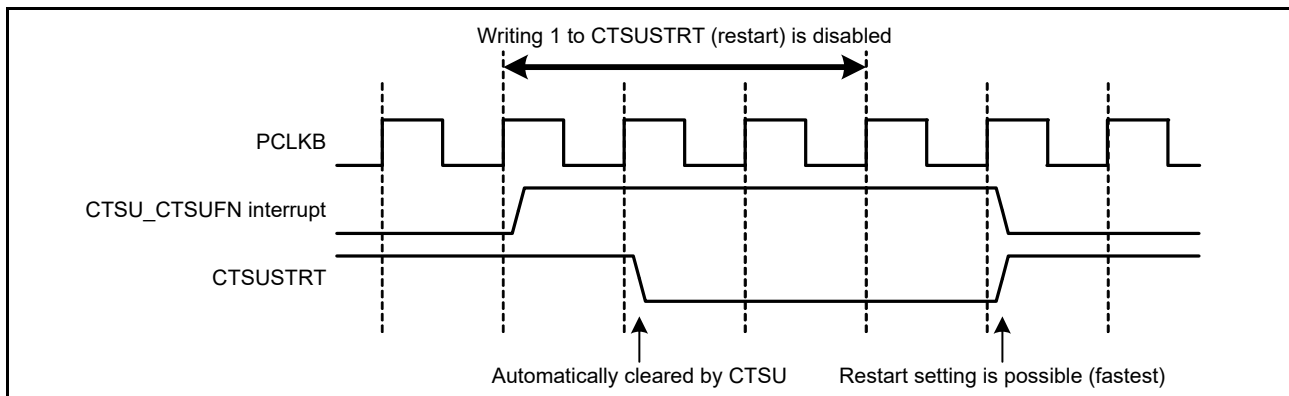 Writing 1 to CTSUSTRT (restart) is disabled
PCLKB
CTSU_CTSUFN interrupt
CTSUSTRT
Automatically cleared by CTSU
Restart setting is possible (fastest)